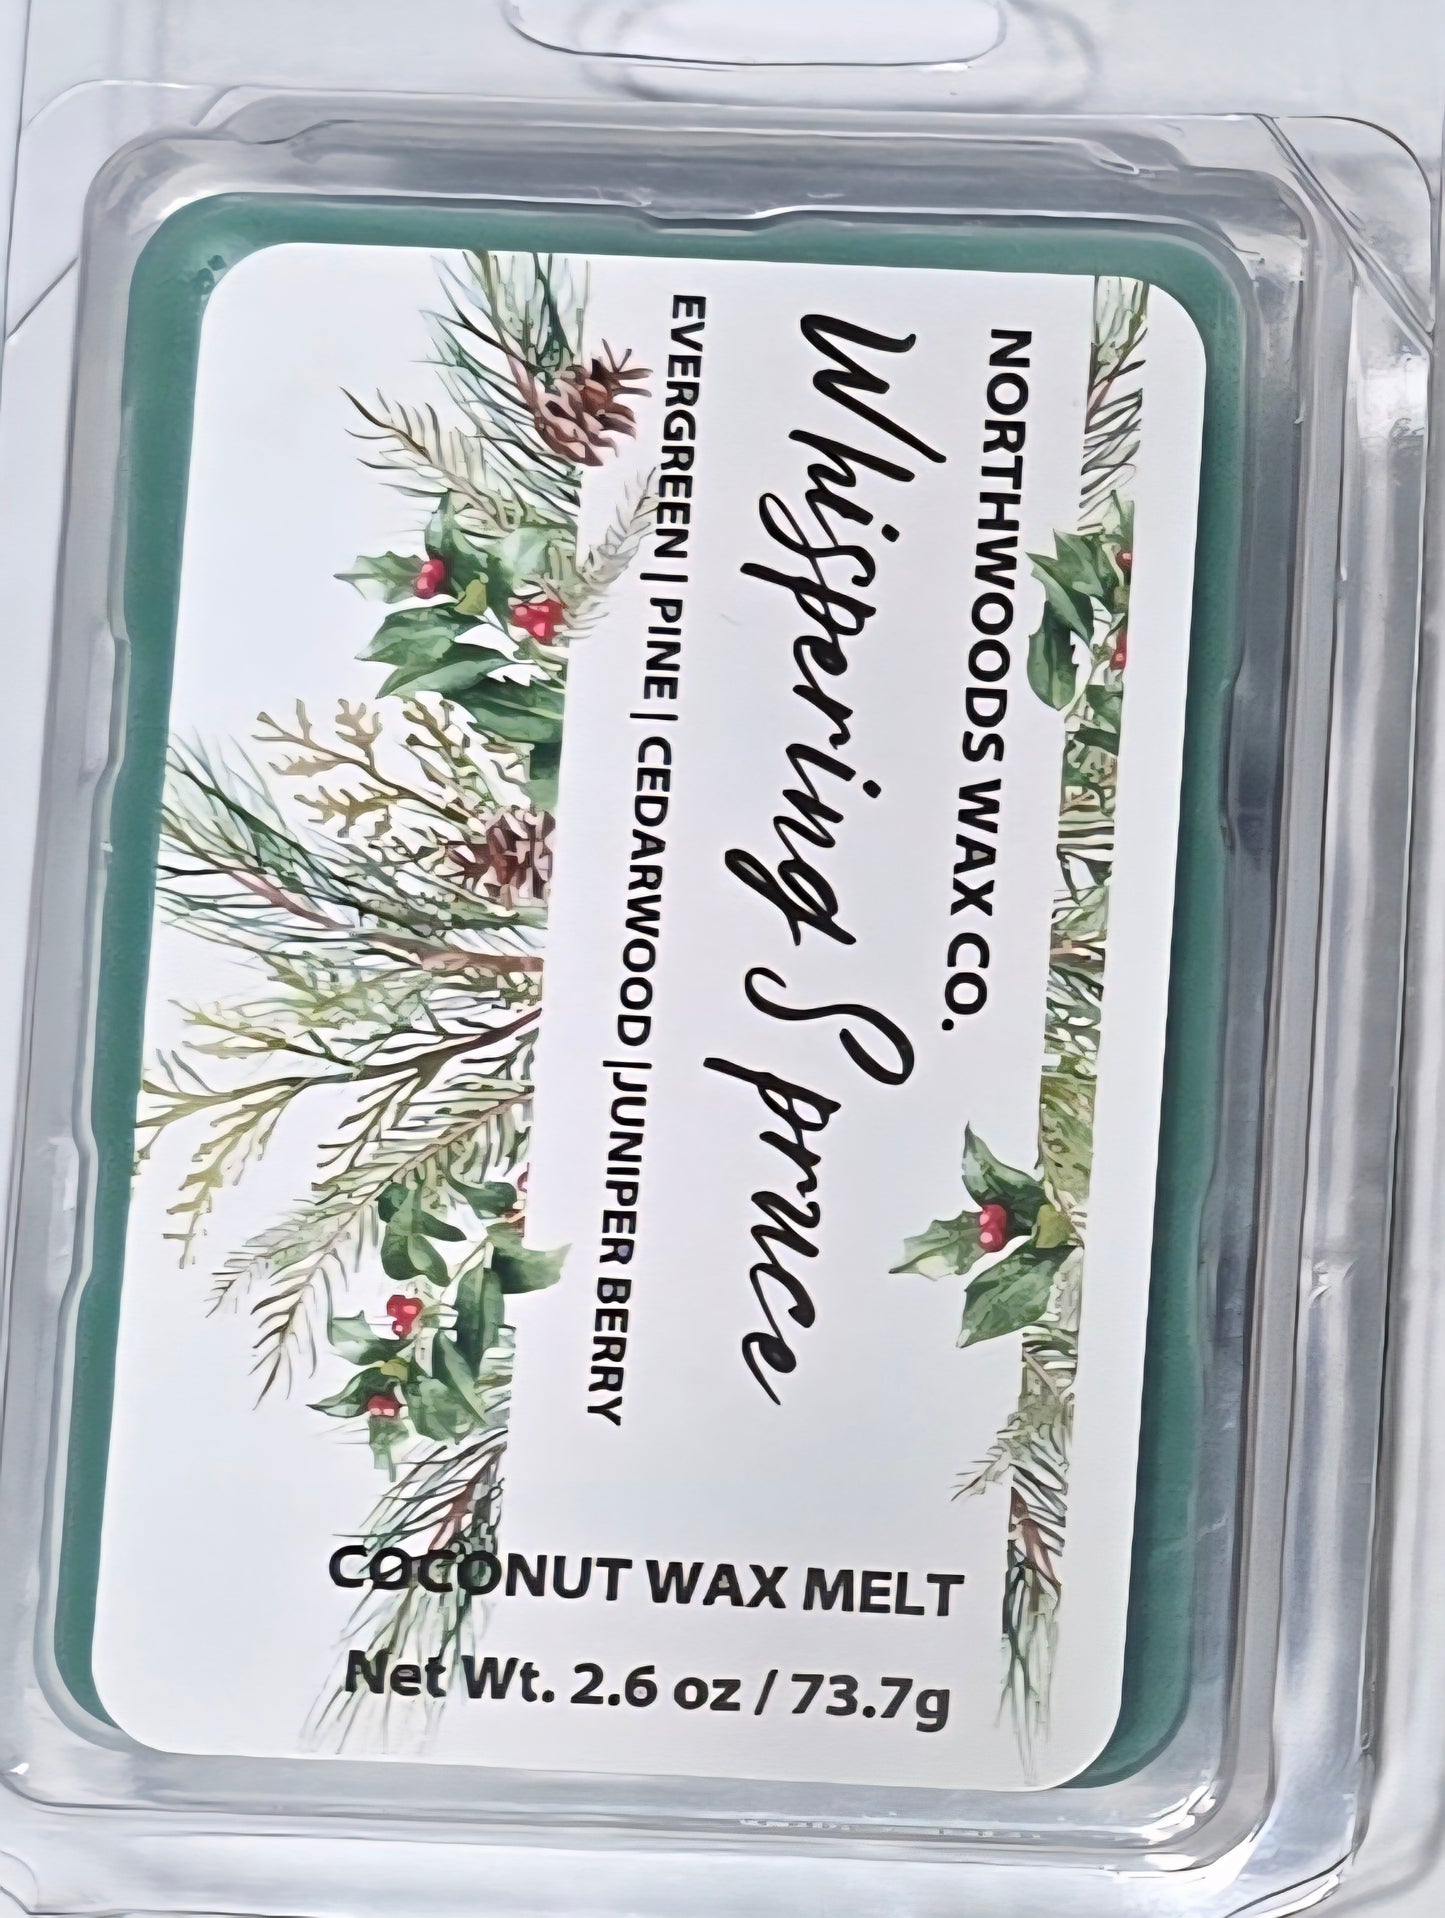 NORTHWOODS WAX CO.
Whispering Spruce
EVERGREEN | PINE | CEDARWOOD |JUNIPER BERRY
COCONUT WAX MELT
Net Wt. 2.6 oz / 73.7g